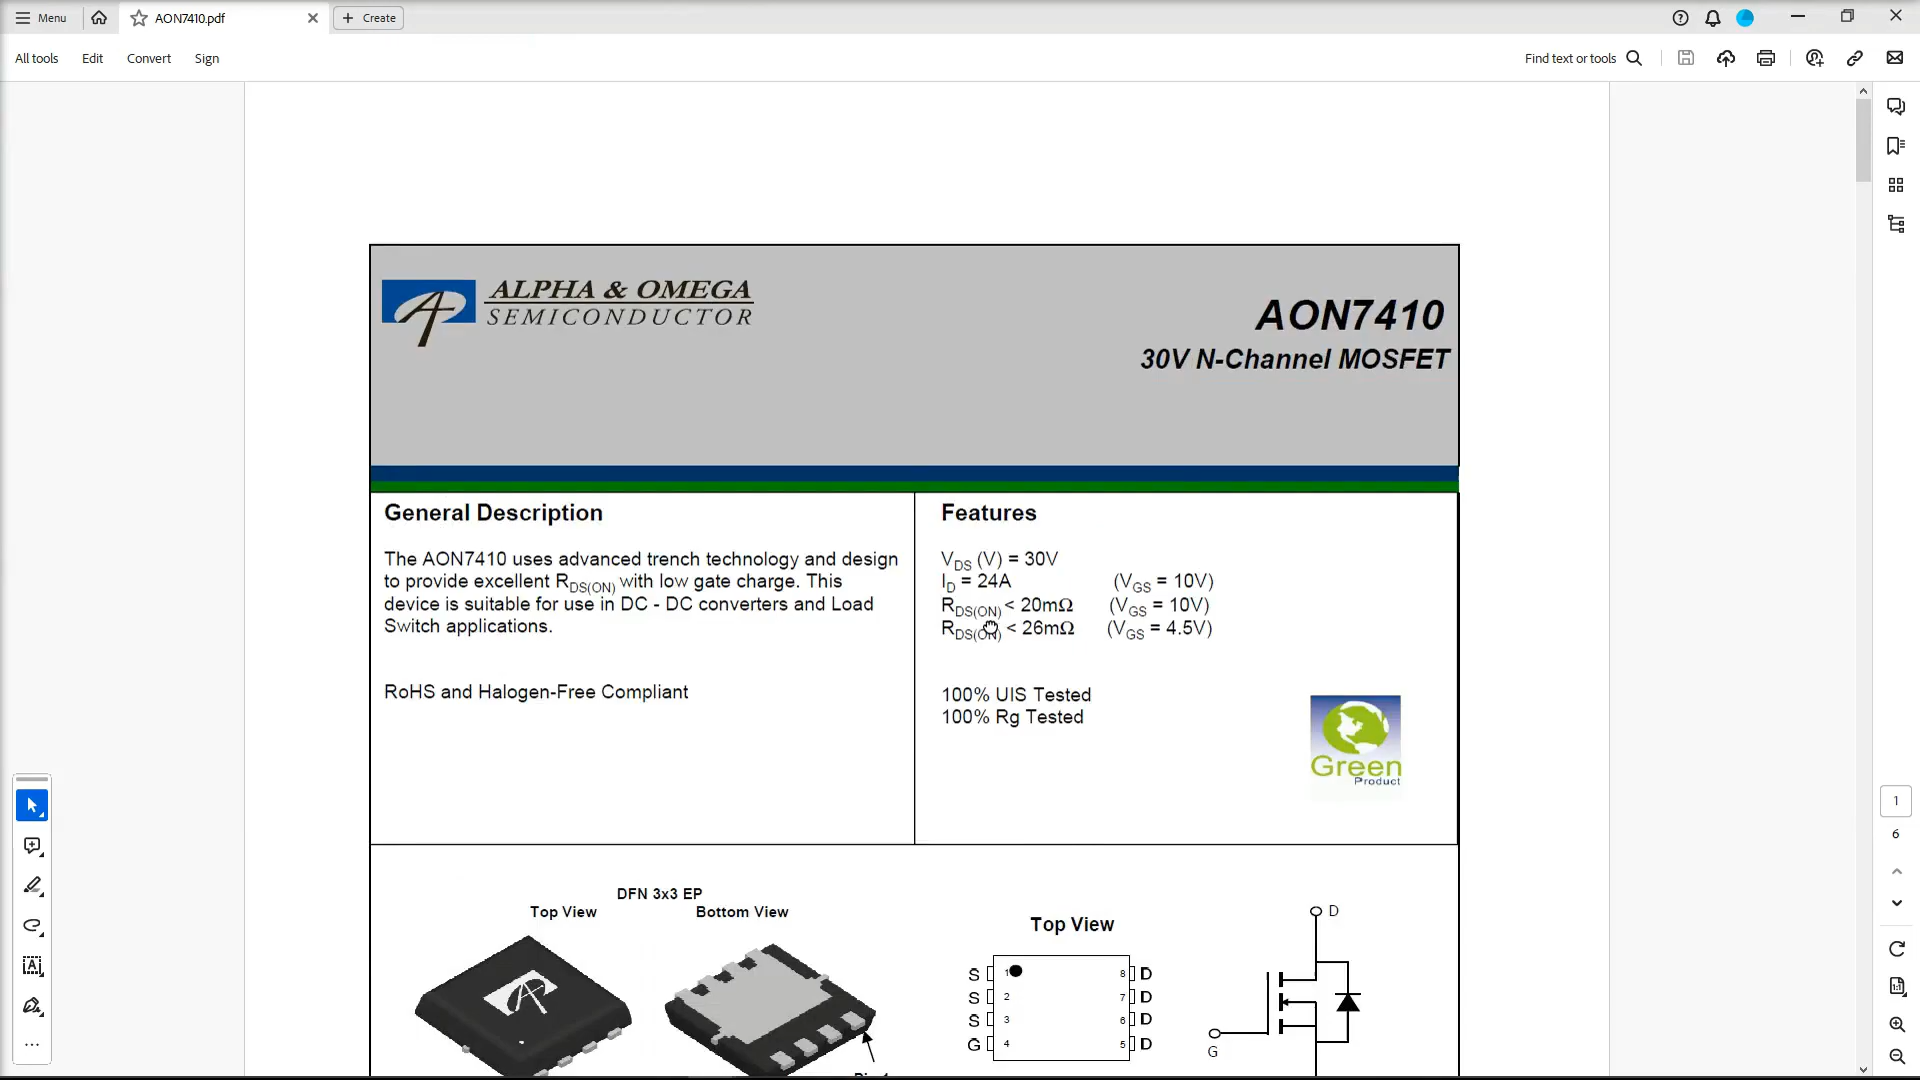 Menu
AON7410.pdf
Create
All tools
Edit
Convert
Sign
Find text or tools
ALPHA & OMEGA
SEMICONDUCTOR
AON7410
30V N-Channel MOSFET
General Description
The AON7410 uses advanced trench technology and design
to provide excellent RDS(ON) with low gate charge. This
device is suitable for use in DC - DC converters and Load
Switch applications.
RoHS and Halogen-Free Compliant
Features
VDS (V) = 30V
ID = 24A (VGS = 10V)
RDS(ON) < 20mΩ (VGS = 10V)
RDS(ON) < 26mΩ (VGS = 4.5V)
100% UIS Tested
100% Rg Tested
Green
Product
DFN 3x3 EP
Top View
Bottom View
Top View
S 1 8 D
S 2 7 D
S 3 6 D
G 4 5 D
D
G
1
6